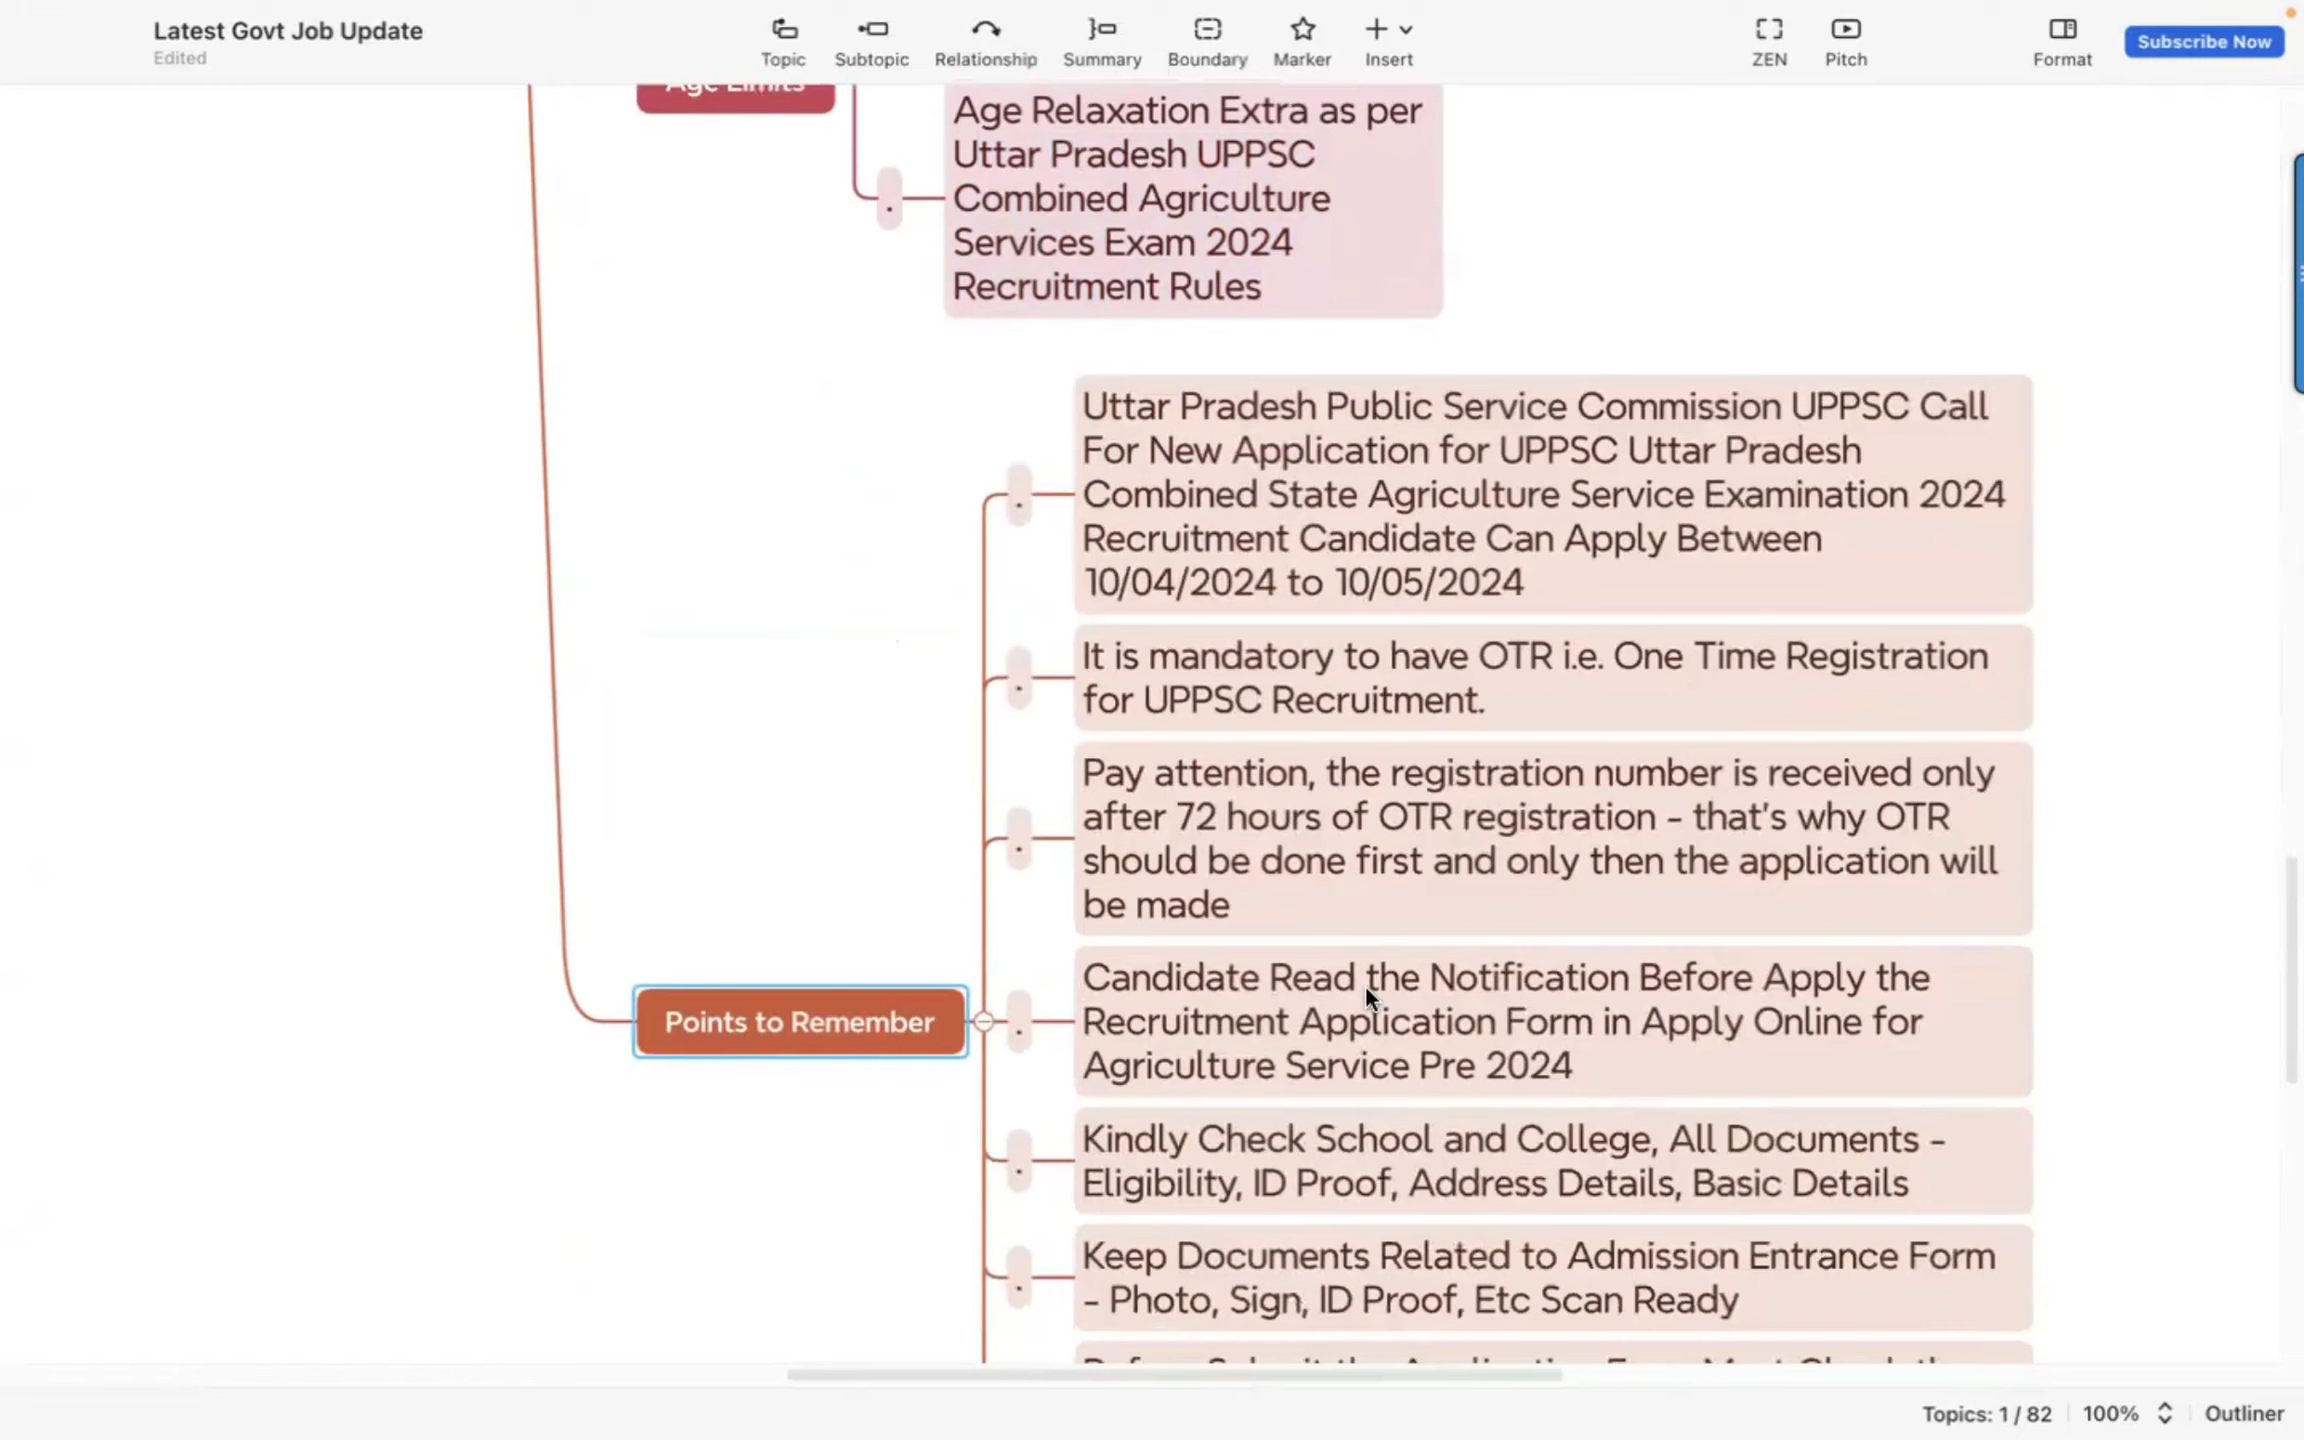 Latest Govt Job Update
Edited
Topic
Subtopic
Relationship
Summary
Boundary
Marker
Insert
ZEN
Pitch
Format
Subscribe Now
Age Limits
Age Relaxation Extra as per
Uttar Pradesh UPPSC
Combined Agriculture
Services Exam 2024
Recruitment Rules
Uttar Pradesh Public Service Commission UPPSC Call
For New Application for UPPSC Uttar Pradesh
Combined State Agriculture Service Examination 2024
Recruitment Candidate Can Apply Between
10/04/2024 to 10/05/2024
It is mandatory to have OTR i.e. One Time Registration
for UPPSC Recruitment.
Pay attention, the registration number is received only
after 72 hours of OTR registration - that's why OTR
should be done first and only then the application will
be made
Points to Remember
Candidate Read the Notification Before Apply the
Recruitment Application Form in Apply Online for
Agriculture Service Pre 2024
Kindly Check School and College, All Documents -
Eligibility, ID Proof, Address Details, Basic Details
Keep Documents Related to Admission Entrance Form
- Photo, Sign, ID Proof, Etc Scan Ready
Topics: 1 / 82
100%
Outliner